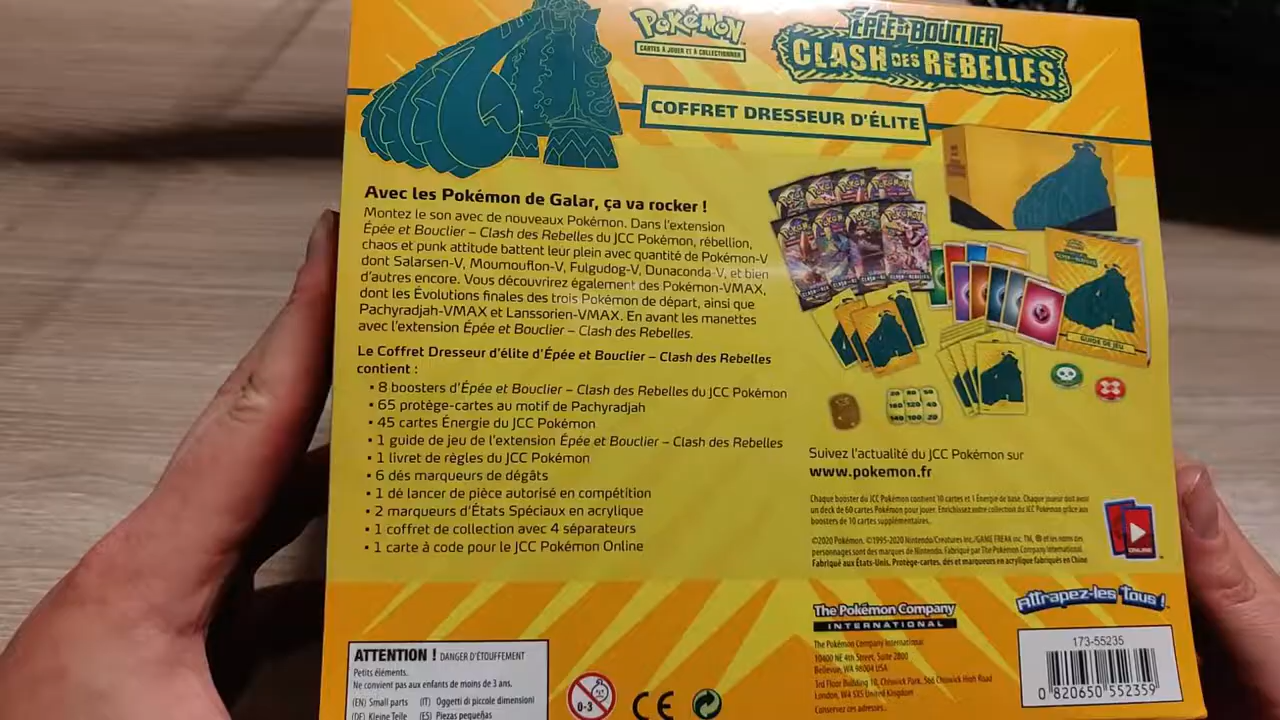 POKÉMON
CARTES À JOUER ET À COLLECTIONNER
ÉPÉE ET BOUCLIER
CLASH DES REBELLES
COFFRET DRESSEUR D'ÉLITE
Avec les Pokémon de Galar, ça va rocker !
Montez le son avec de nouveaux Pokémon. Dans l'extension
Épée et Bouclier – Clash des Rebelles du JCC Pokémon, rébellion,
chaos et punk attitude battent leur plein avec quantité de Pokémon-V
dont Salarsen-V, Moumouflon-V, Fulgudog-V, Dunaconda-V, et bien
d'autres encore. Vous découvrirez également des Pokémon-VMAX,
dont les Évolutions finales des trois Pokémon de départ, ainsi que
Pachyradjah-VMAX et Lanssorien-VMAX. En avant les manettes
avec l'extension Épée et Bouclier – Clash des Rebelles.
Le Coffret Dresseur d'élite d'Épée et Bouclier – Clash des Rebelles
contient :
• 8 boosters d'Épée et Bouclier – Clash des Rebelles du JCC Pokémon
• 65 protège-cartes au motif de Pachyradjah
• 45 cartes Énergie du JCC Pokémon
• 1 guide de jeu de l'extension Épée et Bouclier – Clash des Rebelles
• 1 livret de règles du JCC Pokémon
• 6 dés marqueurs de dégâts
• 1 dé lancer de pièce autorisé en compétition
• 2 marqueurs d'États Spéciaux en acrylique
• 1 coffret de collection avec 4 séparateurs
• 1 carte à code pour le JCC Pokémon Online
GUIDE DE JEU
Suivez l'actualité du JCC Pokémon sur
www.pokemon.fr
Chaque booster du JCC Pokémon contient 10 cartes et 1 Énergie de base. Chaque joueur doit avoir
un deck de 60 cartes Pokémon pour jouer. Enrichissez votre collection du JCC Pokémon grâce aux
boosters de 10 cartes supplémentaires.
©2020 Pokémon. ©1995-2020 Nintendo/Creatures Inc./GAME FREAK inc. TM, ® et les noms des
personnages sont des marques de Nintendo. Fabriqué par The Pokémon Company International.
Fabriqué aux États-Unis. Protège-cartes, dés et marqueurs en acrylique fabriqués en Chine
ONLINE
The Pokémon Company
INTERNATIONAL
The Pokémon Company International
10400 NE 4th Street, Suite 2800
Bellevue, WA 98004 USA
3rd Floor Building 10, Chiswick Park, 566 Chiswick High Road
London, W4 5XS United Kingdom
Conservez ces adresses.
Attrapez-les Tous !
173-55235
0 820650 552359
ATTENTION ! DANGER D'ÉTOUFFEMENT
Petits éléments.
Ne convient pas aux enfants de moins de 3 ans.
(EN) Small parts (IT) Oggetti di piccole dimensioni
(DE) Kleine Teile (ES) Piezas pequeñas
0-3
CE